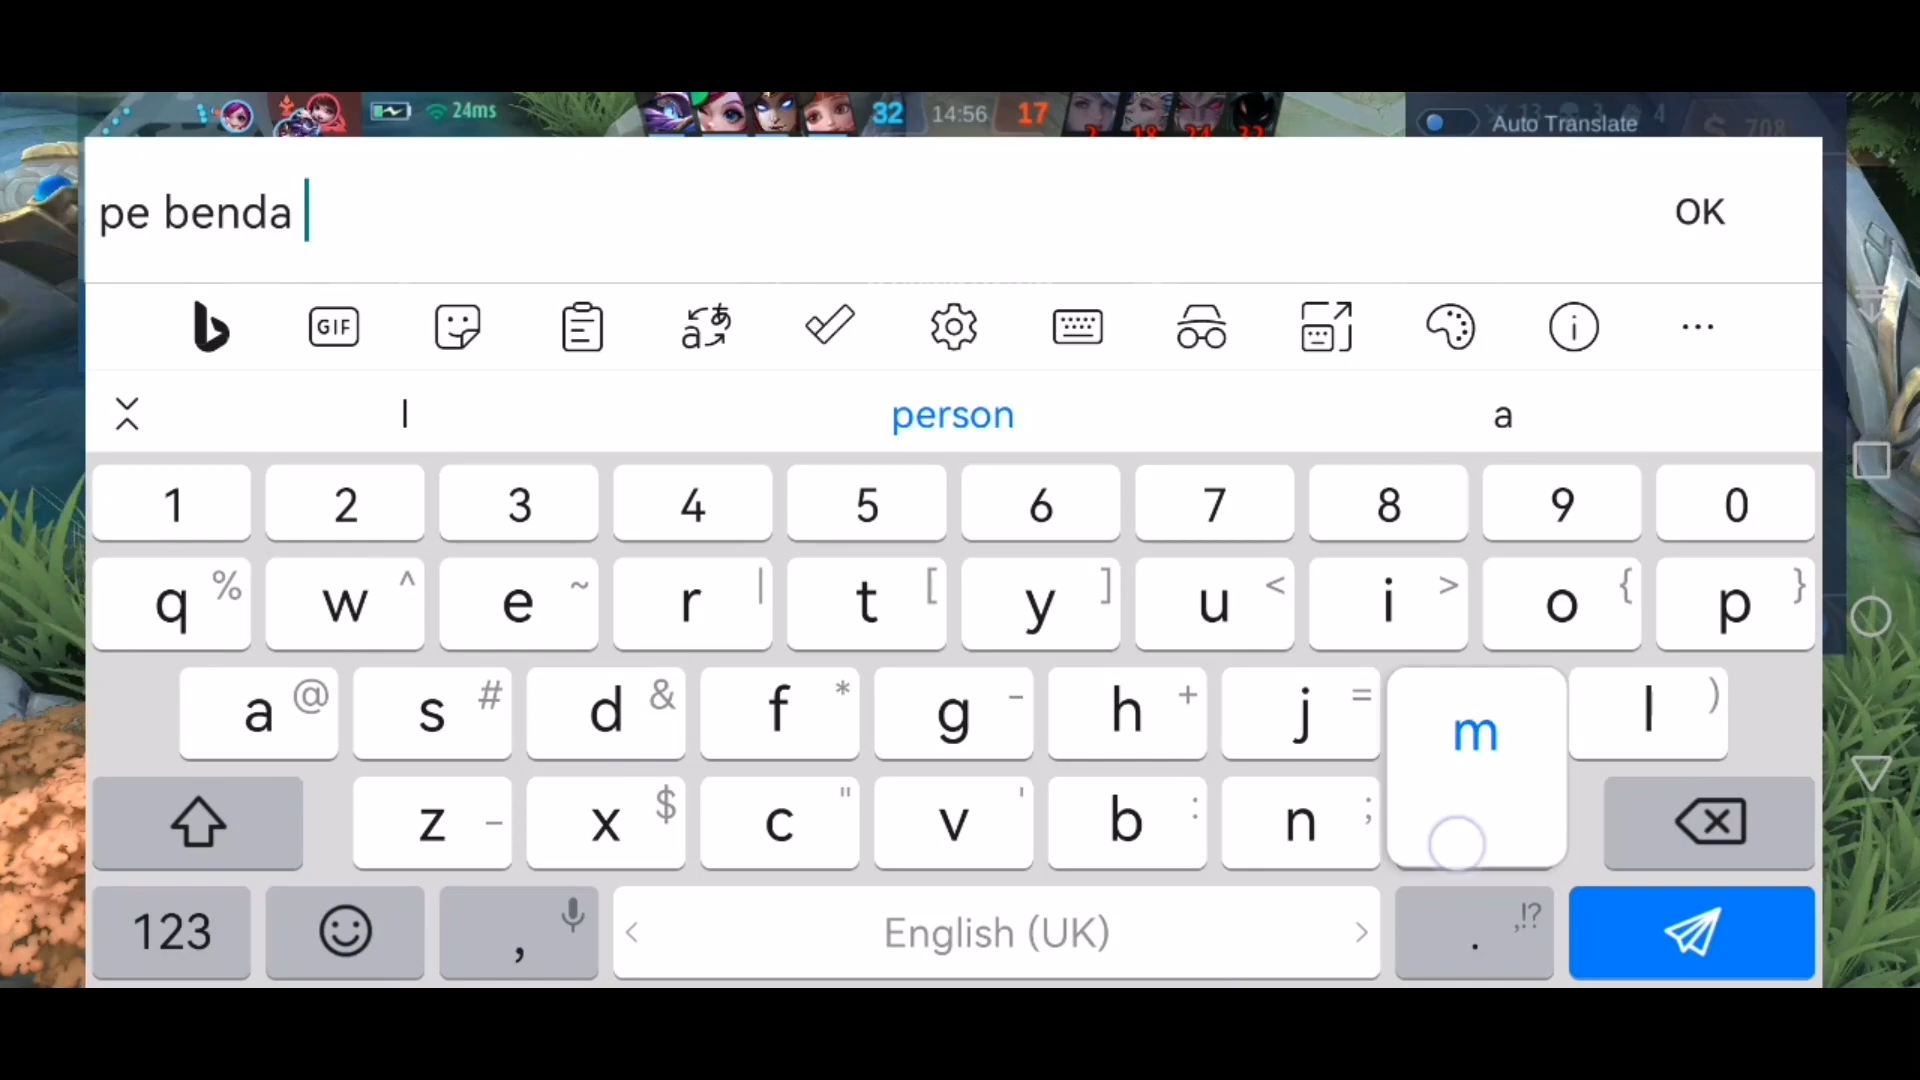 24ms
32 14:56 17
Auto Translate
pe benda
OK
GIF
I person a
1 2 3 4 5 6 7 8 9 0
q % w ^ e ~ r | t [ y ] u < i > o { p }
a @ s # d & f * g - h + j = m l )
z _ x $ c " v ' b : n ;
123 , < English (UK) > . ,!?